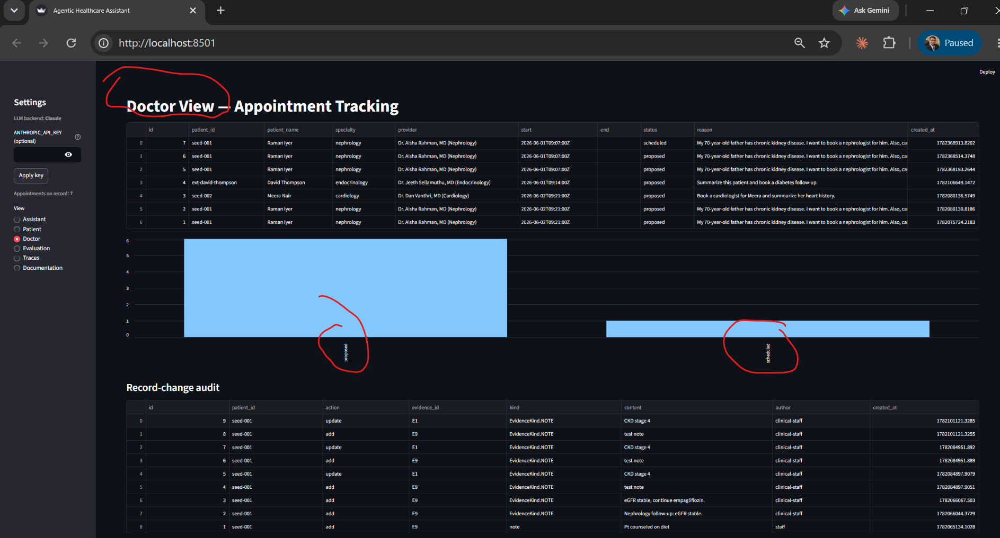 Agentic Healthcare Assistant
Ask Gemini
http://localhost:8501
Paused
Deploy
Settings
LLM backend: Claude
ANTHROPIC_API_KEY
(optional)
Apply key
Appointments on record: 7
View
Assistant
Patient
Doctor
Evaluation
Traces
Documentation
Doctor View — Appointment Tracking
id patient_id patient_name specialty provider start end status reason created_at
0 7 seed-001 Raman Iyer nephrology Dr. Aisha Rahman, MD (Nephrology) 2026-06-01T09:07:00Z scheduled My 70-year-old father has chronic kidney disease. I want to book a nephrologist for him. Also, ca 1782368913.8202
1 6 seed-001 Raman Iyer nephrology Dr. Aisha Rahman, MD (Nephrology) 2026-06-01T09:07:00Z proposed My 70-year-old father has chronic kidney disease. I want to book a nephrologist for him. Also, ca 1782368514.3748
2 5 seed-001 Raman Iyer nephrology Dr. Aisha Rahman, MD (Nephrology) 2026-06-01T09:07:00Z proposed My 70-year-old father has chronic kidney disease. I want to book a nephrologist for him. Also, ca 1782368193.2644
3 4 ext-david-thompson David Thompson endocrinology Dr. Jeeth Sellamuthu, MD (Endocrinology) 2026-06-01T09:14:00Z proposed Summarize this patient and book a diabetes follow-up. 1782106649.1472
4 3 seed-002 Meera Nair cardiology Dr. Dan Vanthri, MD (Cardiology) 2026-06-02T09:21:00Z proposed Book a cardiologist for Meera and summarize her heart history. 1782080136.5749
5 2 seed-001 Raman Iyer nephrology Dr. Aisha Rahman, MD (Nephrology) 2026-06-02T09:21:00Z proposed My 70-year-old father has chronic kidney disease. I want to book a nephrologist for him. Also, ca 1782080130.8186
6 1 seed-001 Raman Iyer nephrology Dr. Aisha Rahman, MD (Nephrology) 2026-06-02T09:21:00Z proposed My 70-year-old father has chronic kidney disease. I want to book a nephrologist for him. Also, ca 1782075724.2183
6
5
4
3
2
1
0
proposed scheduled
Record-change audit
id patient_id action evidence_id kind content author created_at
0 9 seed-001 update E1 EvidenceKind.NOTE CKD stage 4 clinical-staff 1782101121.3285
1 8 seed-001 add E9 EvidenceKind.NOTE test note clinical-staff 1782101121.3255
2 7 seed-001 update E1 EvidenceKind.NOTE CKD stage 4 clinical-staff 1782084951.892
3 6 seed-001 add E9 EvidenceKind.NOTE test note clinical-staff 1782084951.889
4 5 seed-001 update E1 EvidenceKind.NOTE CKD stage 4 clinical-staff 1782084897.9079
5 4 seed-001 add E9 EvidenceKind.NOTE test note clinical-staff 1782084897.9051
6 3 seed-001 add E9 EvidenceKind.NOTE eGFR stable, continue empagliflozin. clinical-staff 1782066067.503
7 2 seed-001 add E9 EvidenceKind.NOTE Nephrology follow-up: eGFR stable. clinical-staff 1782066044.3729
8 1 seed-001 add E9 note Pt counseled on diet staff 1782065134.1028